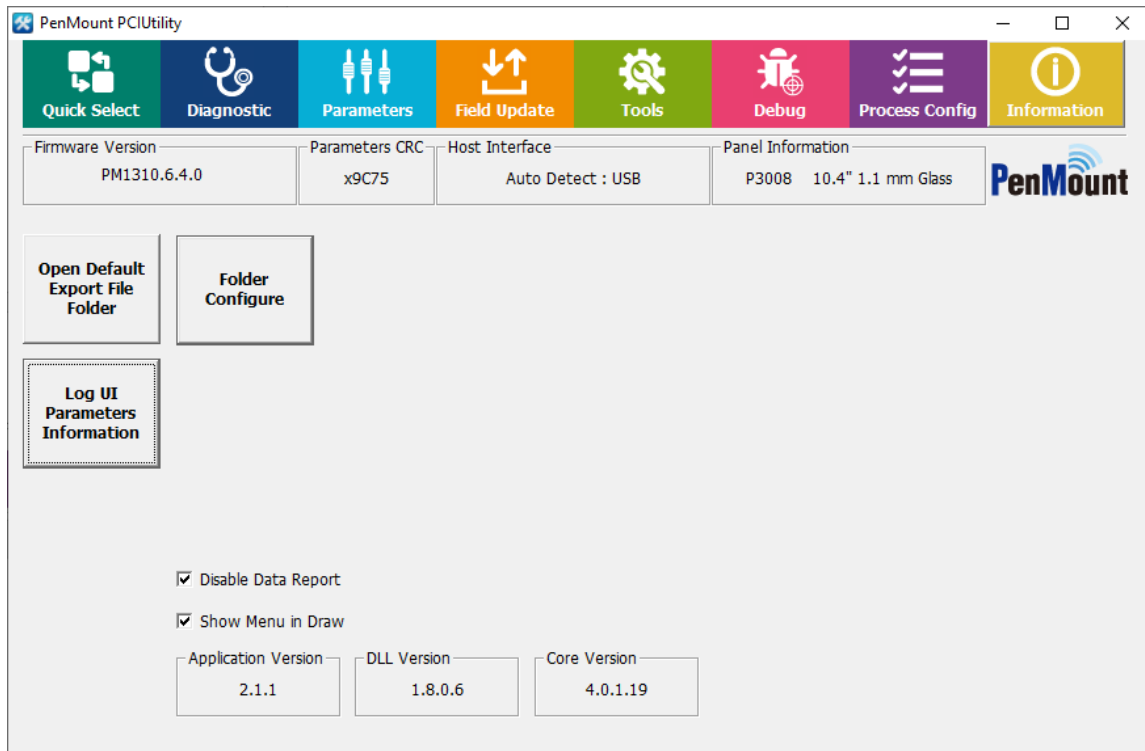 PenMount PCIUtility
Quick Select
Diagnostic
Parameters
Field Update
Tools
Debug
Process Config
Information
Firmware Version
PM1310.6.4.0
Parameters CRC
x9C75
Host Interface
Auto Detect : USB
Panel Information
P3008 10.4" 1.1 mm Glass
PenMount
Open Default
Export File
Folder
Folder
Configure
Log UI
Parameters
Information
Disable Data Report
Show Menu in Draw
Application Version
2.1.1
DLL Version
1.8.0.6
Core Version
4.0.1.19